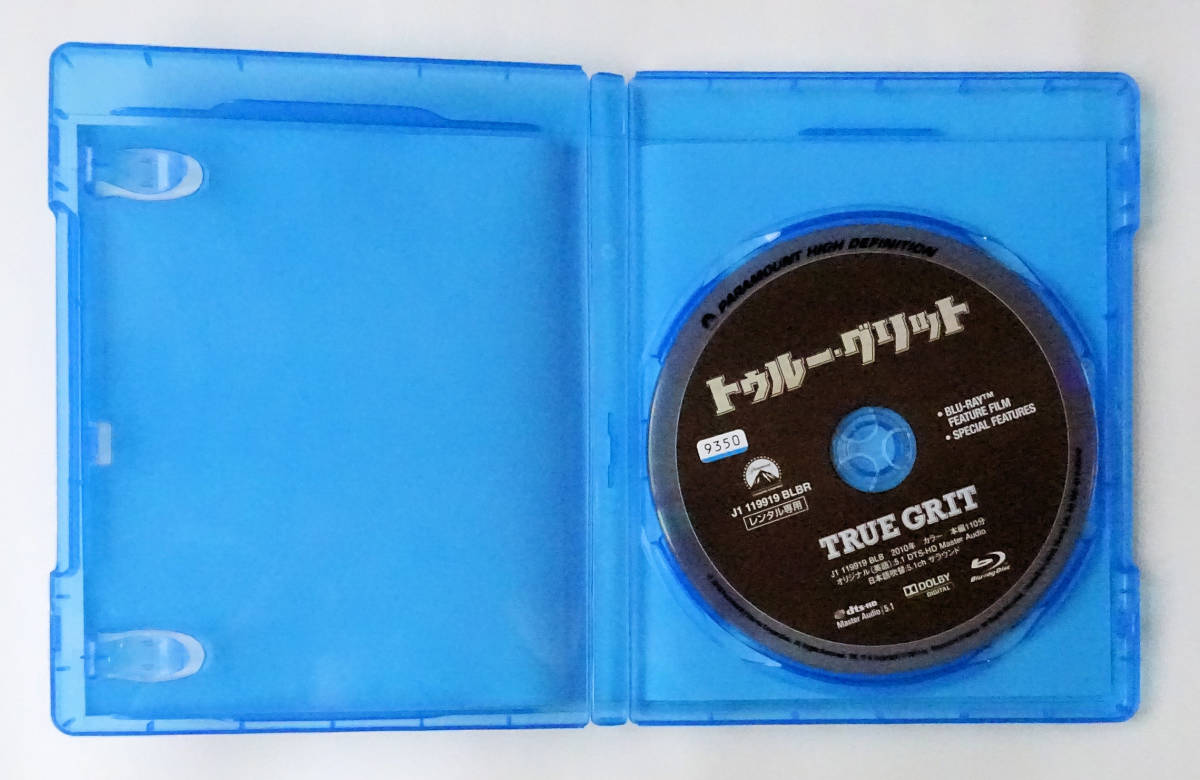 PARAMOUNT HIGH DEFINITION
トゥルー・グリット
• BLU-RAY™
FEATURE FILM
• SPECIAL FEATURES
9350
J1 119919 BLBR
レンタル専用
TRUE GRIT
J1 119919 BLB 2010年 カラー 本編110分
オリジナル(英語):5.1 DTS-HD Master Audio
日本語吹替:5.1ch サラウンド
dts-HD
Master Audio | 5.1
DOLBY
DIGITAL
Blu-ray Disc